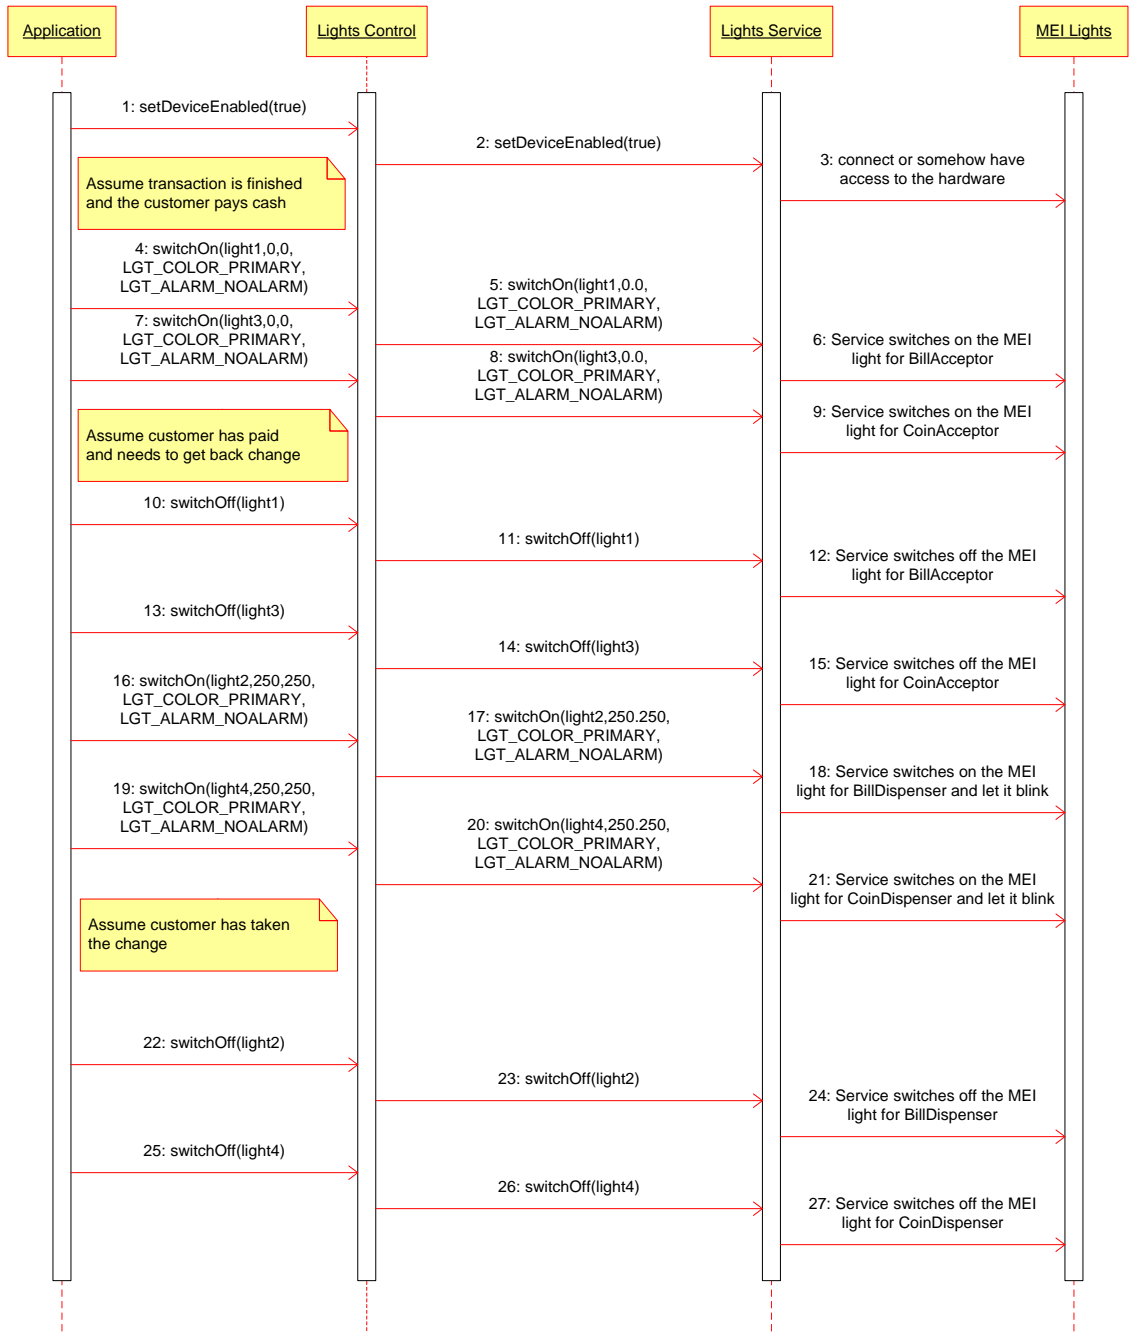 Application
Lights Control
Lights Service
MEI Lights
1: setDeviceEnabled(true)
2: setDeviceEnabled(true)
3: connect or somehow have
access to the hardware
Assume transaction is finished
and the customer pays cash
4: switchOn(light1,0,0,
LGT_COLOR_PRIMARY,
LGT_ALARM_NOALARM)
5: switchOn(light1,0.0,
LGT_COLOR_PRIMARY,
LGT_ALARM_NOALARM)
6: Service switches on the MEI
light for BillAcceptor
7: switchOn(light3,0,0,
LGT_COLOR_PRIMARY,
LGT_ALARM_NOALARM)
8: switchOn(light3,0.0,
LGT_COLOR_PRIMARY,
LGT_ALARM_NOALARM)
9: Service switches on the MEI
light for CoinAcceptor
Assume customer has paid
and needs to get back change
10: switchOff(light1)
11: switchOff(light1)
12: Service switches off the MEI
light for BillAcceptor
13: switchOff(light3)
14: switchOff(light3)
15: Service switches off the MEI
light for CoinAcceptor
16: switchOn(light2,250,250,
LGT_COLOR_PRIMARY,
LGT_ALARM_NOALARM)
17: switchOn(light2,250.250,
LGT_COLOR_PRIMARY,
LGT_ALARM_NOALARM)
18: Service switches on the MEI
light for BillDispenser and let it blink
19: switchOn(light4,250,250,
LGT_COLOR_PRIMARY,
LGT_ALARM_NOALARM)
20: switchOn(light4,250.250,
LGT_COLOR_PRIMARY,
LGT_ALARM_NOALARM)
21: Service switches on the MEI
light for CoinDispenser and let it blink
Assume customer has taken
the change
22: switchOff(light2)
23: switchOff(light2)
24: Service switches off the MEI
light for BillDispenser
25: switchOff(light4)
26: switchOff(light4)
27: Service switches off the MEI
light for CoinDispenser